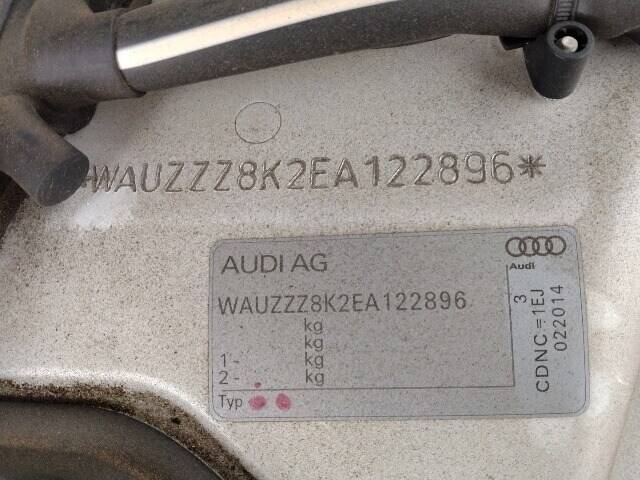 *WAUZZZ8K2EA122896*
AUDI AG
Audi
WAUZZZ8K2EA122896
kg
kg
1- kg
2- kg
Typ
3
CDNC=1EJ
022014